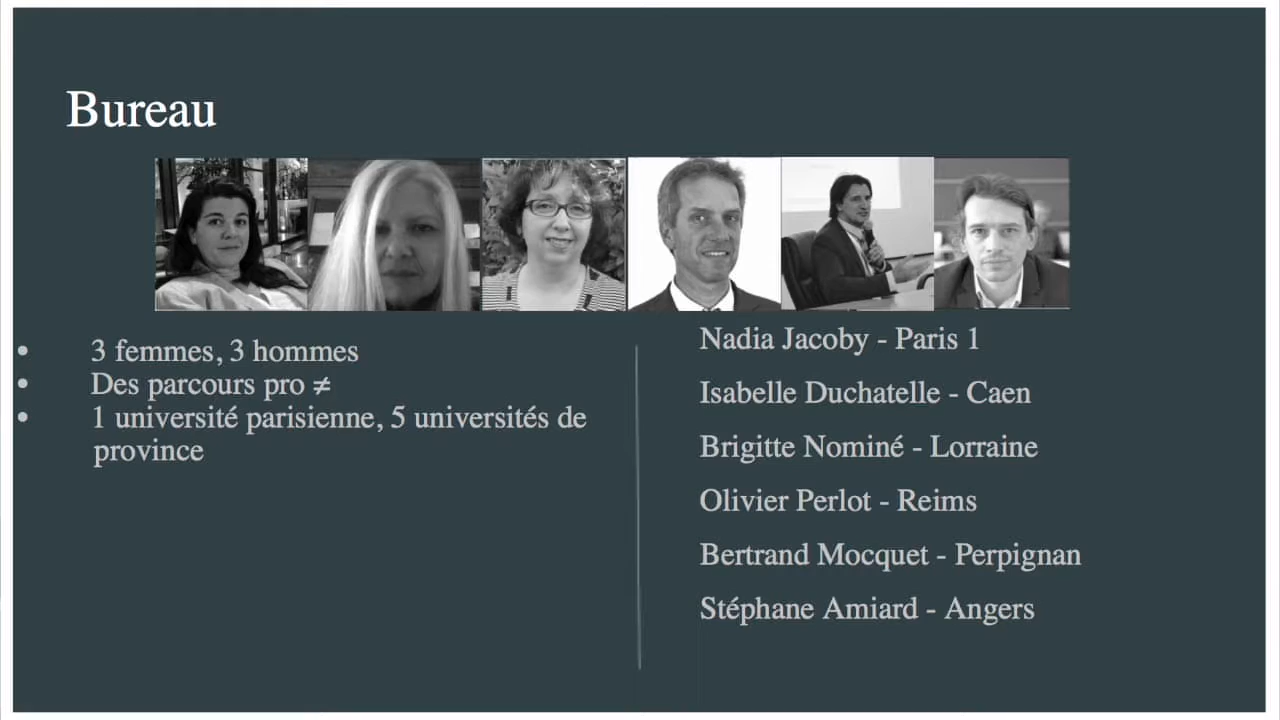 Bureau
3 femmes, 3 hommes
Des parcours pro ≠
1 université parisienne, 5 universités de
province
Nadia Jacoby - Paris 1
Isabelle Duchatelle - Caen
Brigitte Nominé - Lorraine
Olivier Perlot - Reims
Bertrand Mocquet - Perpignan
Stéphane Amiard - Angers